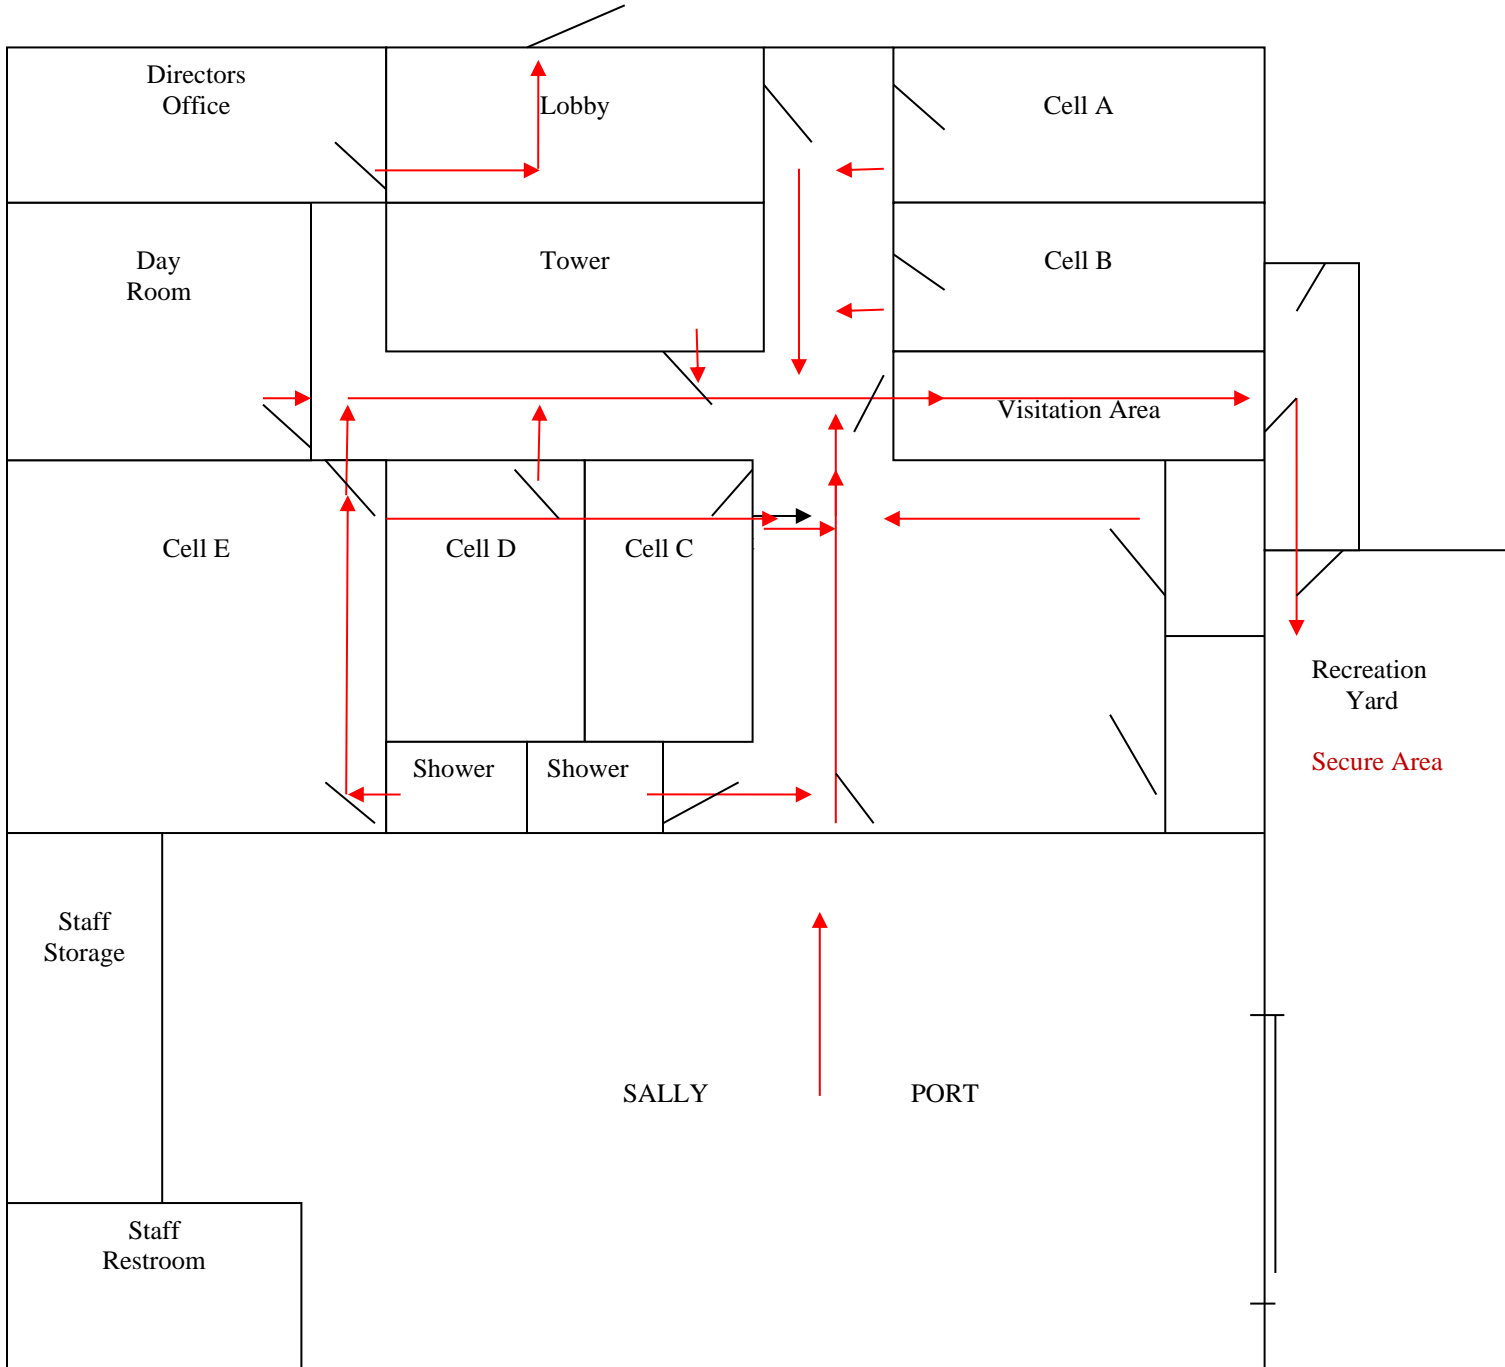 Directors
Office
Lobby
Cell A
Day
Room
Tower
Cell B
Visitation Area
Cell E
Cell D
Cell C
Recreation
Yard
Secure Area
Shower
Shower
Staff
Storage
SALLY
PORT
Staff
Restroom